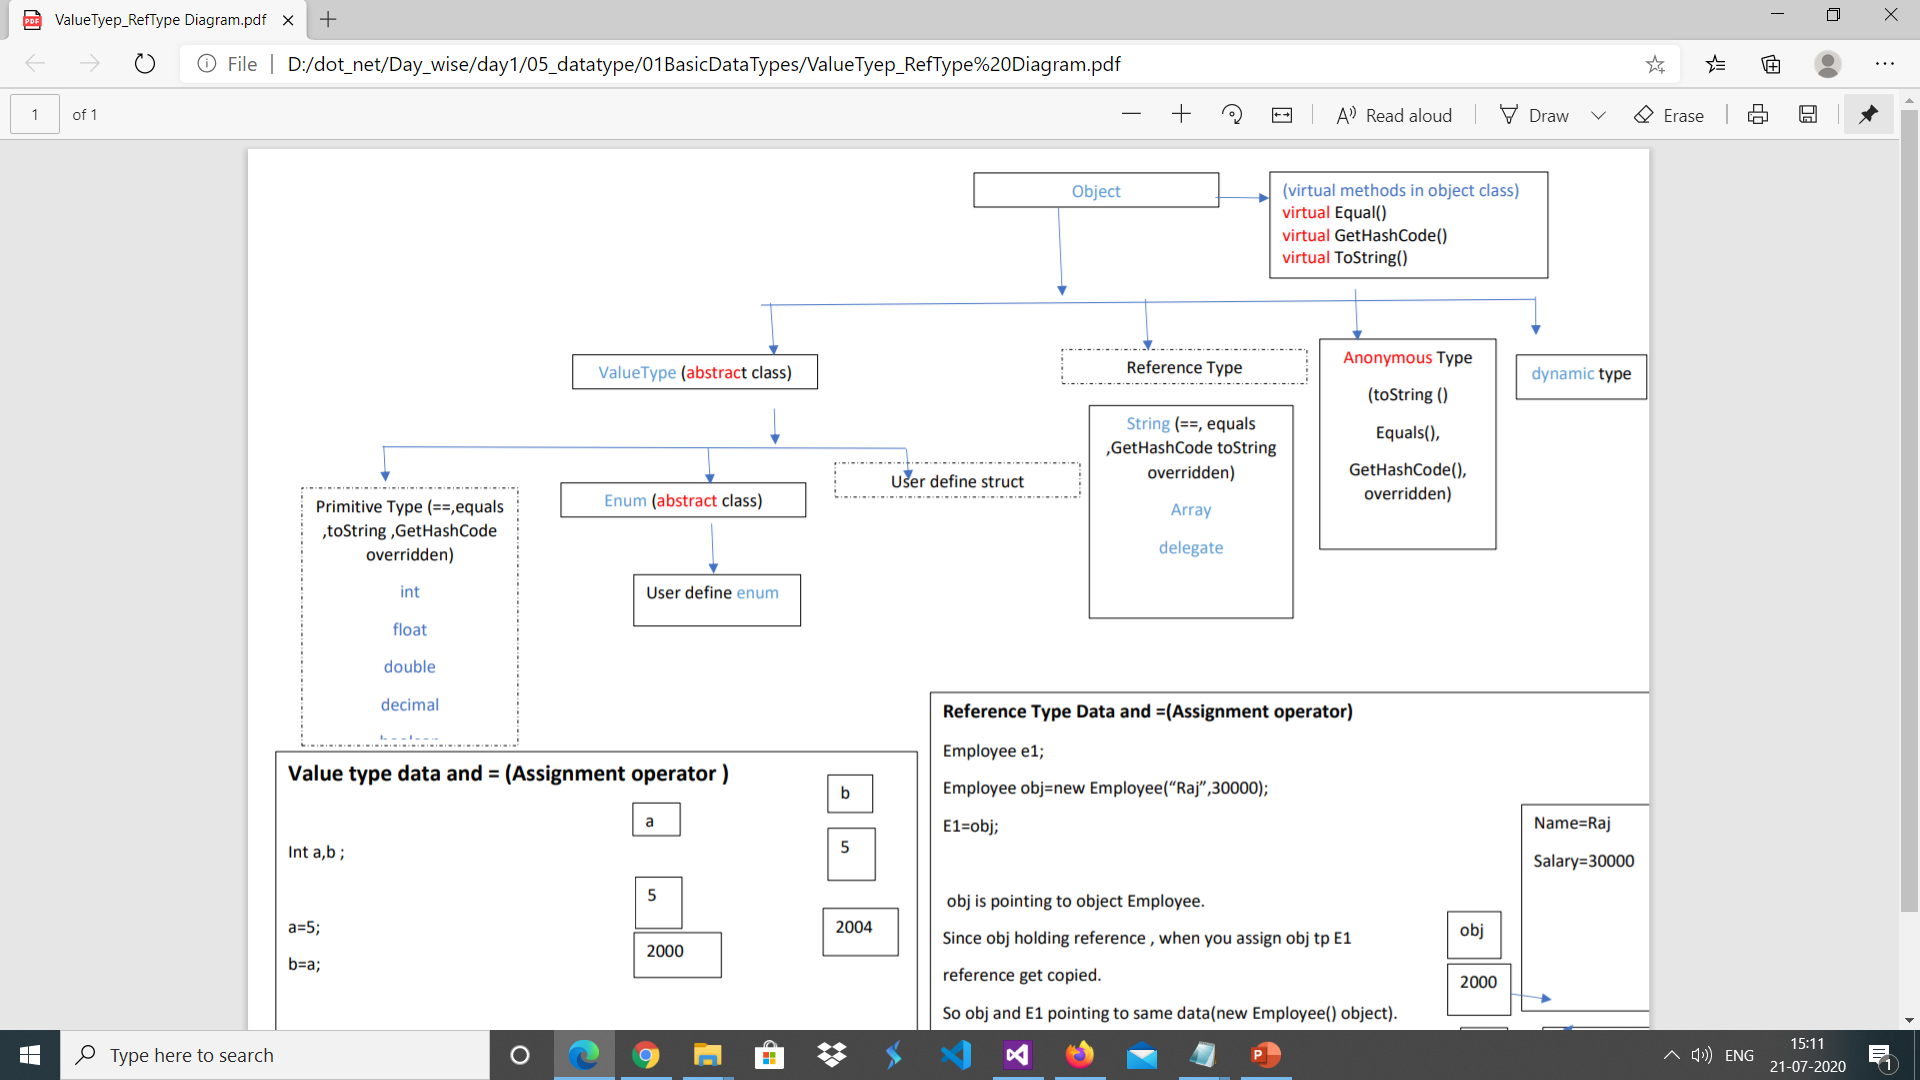 ValueTyep_RefType Diagram.pdf
File
D:/dot_net/Day_wise/day1/05_datatype/01BasicDataTypes/ValueTyep_RefType%20Diagram.pdf
1
of 1
Read aloud
Draw
Erase
Object
(virtual methods in object class)
virtual Equal()
virtual GetHashCode()
virtual ToString()
ValueType (abstract class)
Reference Type
Anonymous Type
(toString ()
Equals(),
GetHashCode(),
overridden)
dynamic type
String (==, equals
,GetHashCode toString
overridden)
Array
delegate
Primitive Type (==,equals
,toString ,GetHashCode
overridden)
int
float
double
decimal
Enum (abstract class)
User define struct
User define enum
Value type data and = (Assignment operator )
Int a,b ;
a=5;
b=a;
a
5
2000
b
5
2004
Reference Type Data and =(Assignment operator)
Employee e1;
Employee obj=new Employee(“Raj”,30000);
E1=obj;
obj is pointing to object Employee.
Since obj holding reference , when you assign obj tp E1
reference get copied.
So obj and E1 pointing to same data(new Employee() object).
Name=Raj
Salary=30000
obj
2000
Type here to search
ENG
15:11
21-07-2020
1